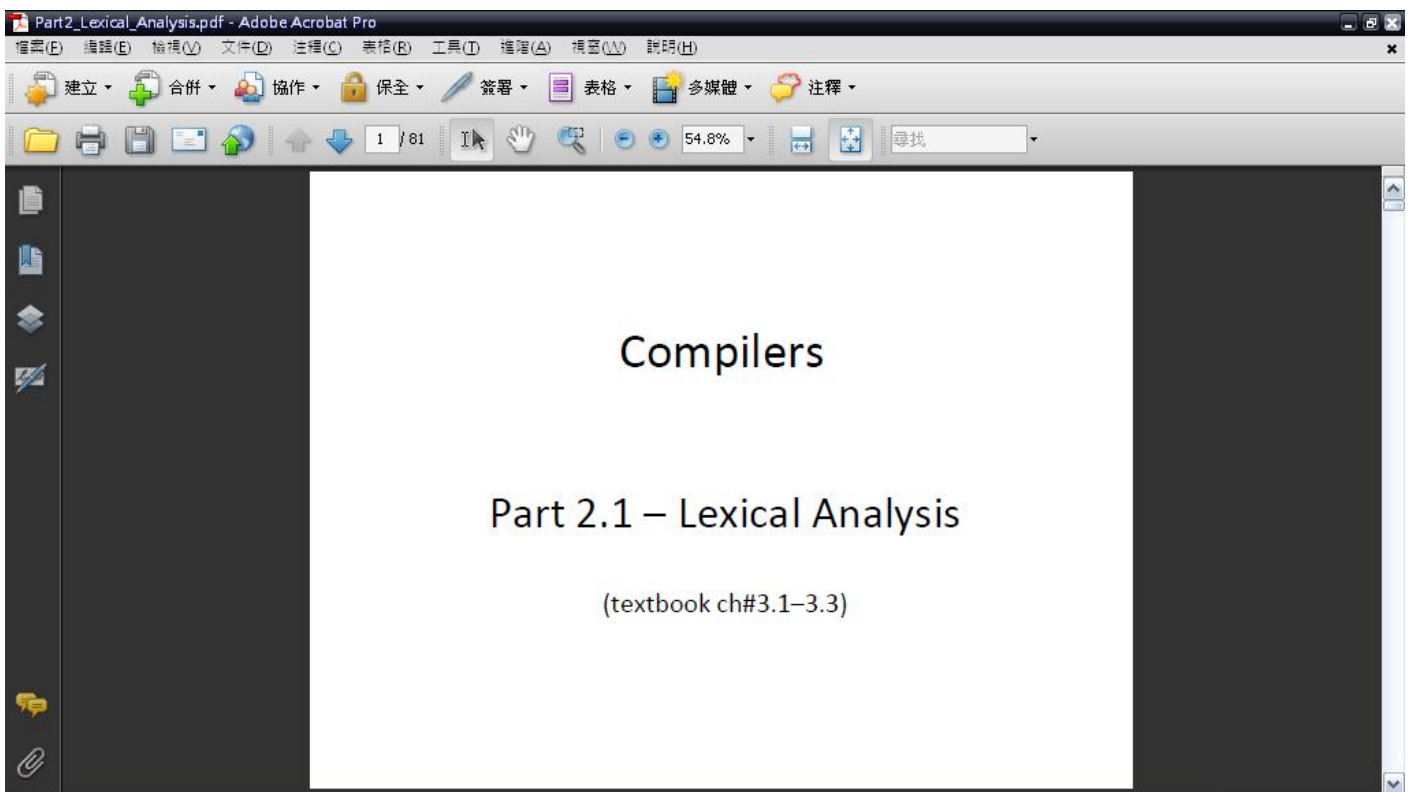 Part2_Lexical_Analysis.pdf - Adobe Acrobat Pro
檔案(F) 編輯(E) 檢視(V) 文件(D) 注釋(C) 表格(R) 工具(T) 進階(A) 視窗(W) 說明(H)
建立 合併 協作 保全 簽署 表格 多媒體 注釋
1 / 81 54.8% 尋找
Compilers
Part 2.1 – Lexical Analysis
(textbook ch#3.1–3.3)